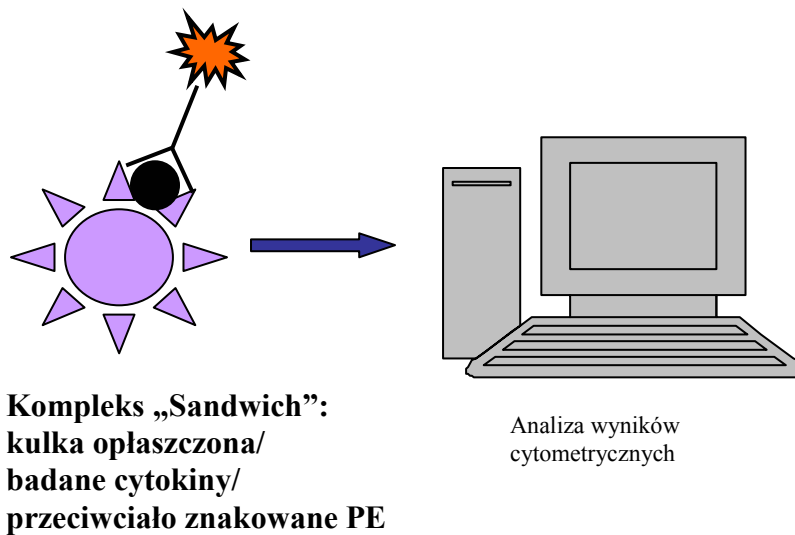 Kompleks „Sandwich”:
kulka opłaszczona/
badane cytokiny/
przeciwciało znakowane PE
Analiza wyników
cytometrycznych